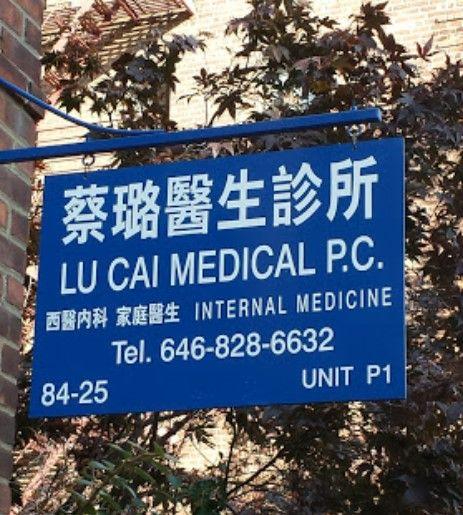 蔡璐醫生診所
LU CAI MEDICAL P.C.
西醫内科 家庭醫生 INTERNAL MEDICINE
Tel. 646-828-6632
84-25 UNIT P1